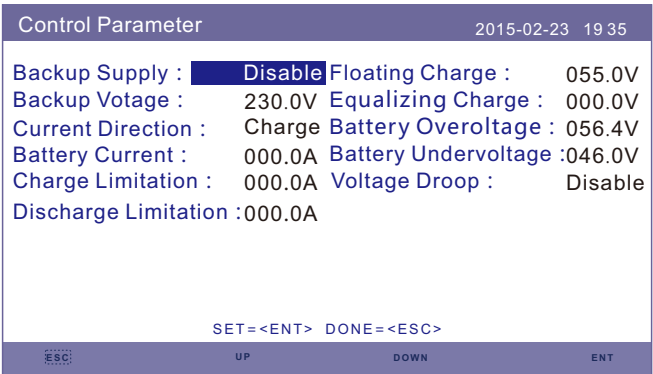 Control Parameter 2015-02-23 19 35
Backup Supply : Disable Floating Charge : 055.0V
Backup Votage : 230.0V Equalizing Charge : 000.0V
Current Direction : Charge Battery Overoltage : 056.4V
Battery Current : 000.0A Battery Undervoltage : 046.0V
Charge Limitation : 000.0A Voltage Droop : Disable
Discharge Limitation : 000.0A
SET=<ENT> DONE=<ESC>
ESC UP DOWN ENT